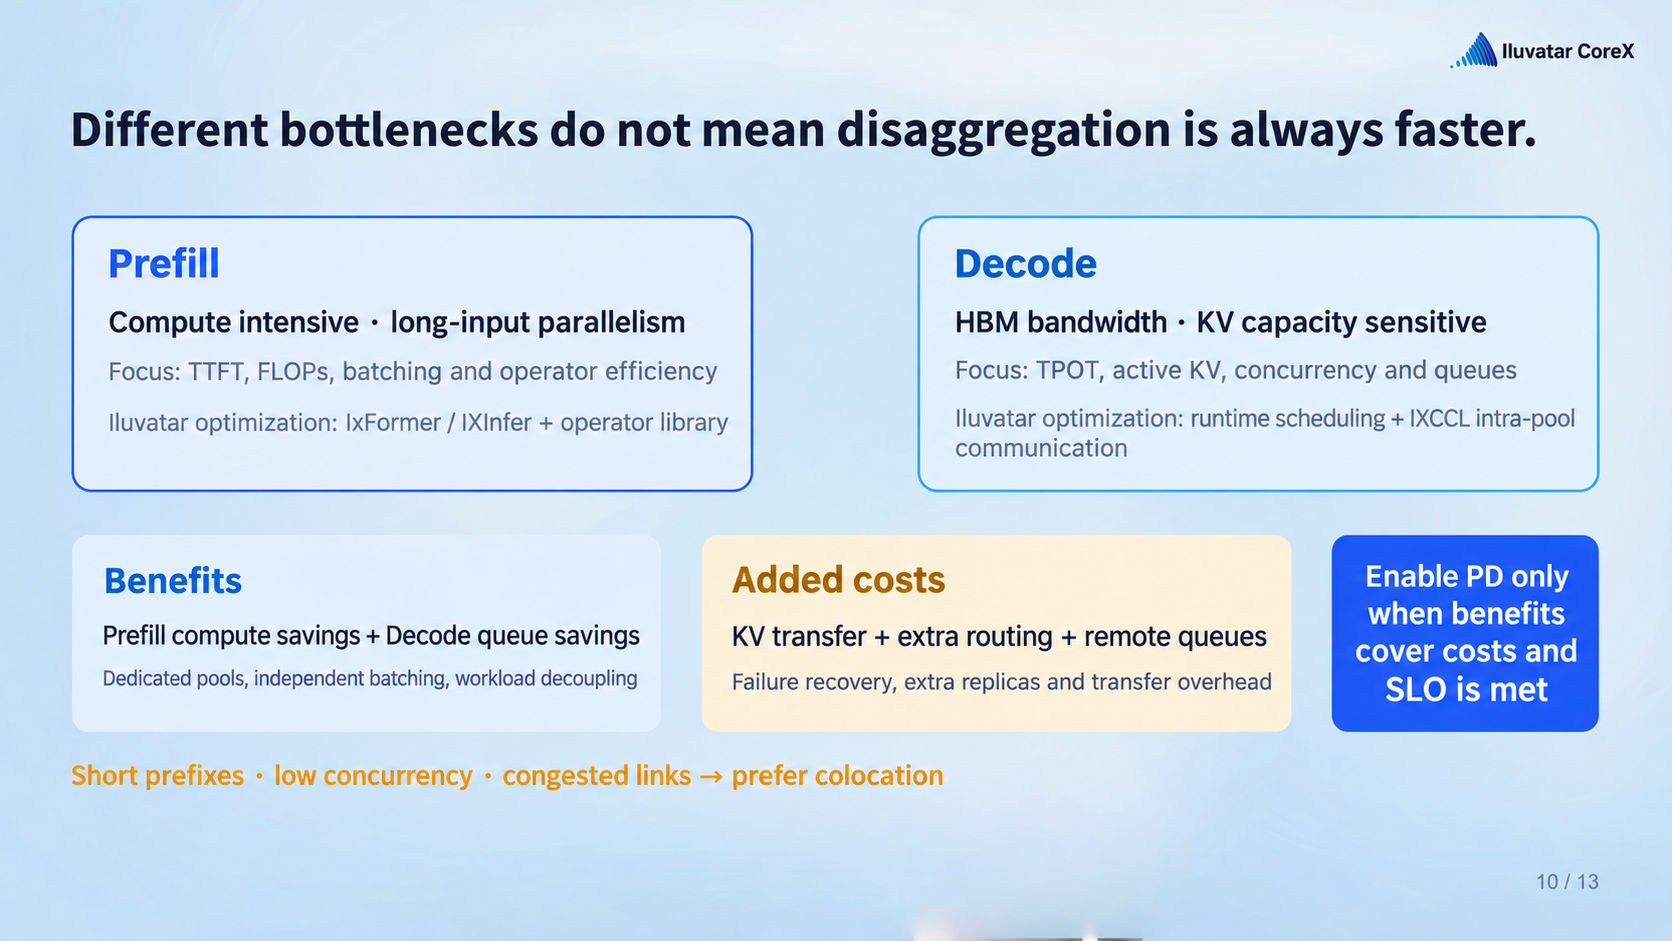 Iluvatar CoreX
Different bottlenecks do not mean disaggregation is always faster.
Prefill
Compute intensive · long-input parallelism
Focus: TTFT, FLOPs, batching and operator efficiency
Iluvatar optimization: IxFormer / IXInfer + operator library
Decode
HBM bandwidth · KV capacity sensitive
Focus: TPOT, active KV, concurrency and queues
Iluvatar optimization: runtime scheduling + IXCCL intra-pool
communication
Benefits
Prefill compute savings + Decode queue savings
Dedicated pools, independent batching, workload decoupling
Added costs
KV transfer + extra routing + remote queues
Failure recovery, extra replicas and transfer overhead
Enable PD only
when benefits
cover costs and
SLO is met
Short prefixes · low concurrency · congested links → prefer colocation
10 / 13